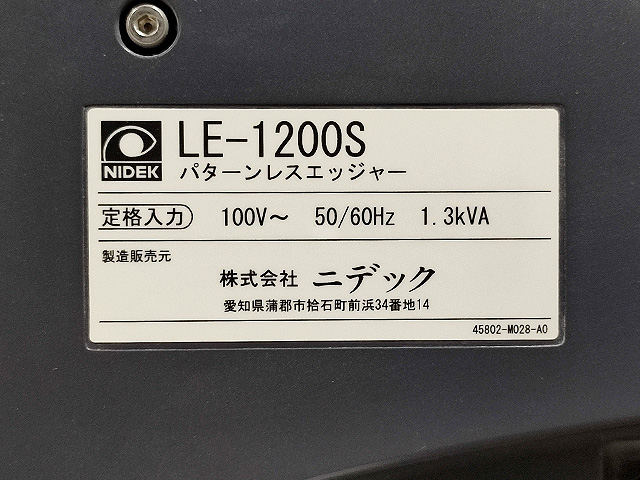 NIDEK
LE-1200S
パターンレスエッジャー
定格入力 100V～ 50/60Hz 1.3kVA
製造販売元
株式会社 ニデック
愛知県蒲郡市拾石町前浜34番地14
45802-M028-A0